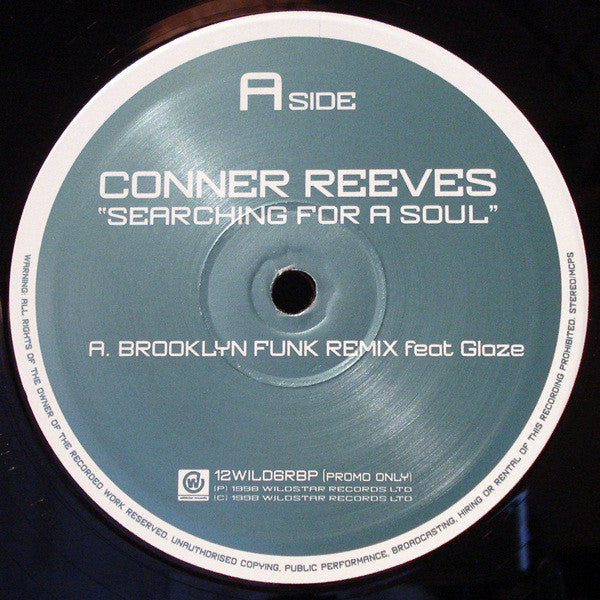 A SIDE
CONNER REEVES
"SEARCHING FOR A SOUL"
A. BROOKLYN FUNK REMIX feat Glaze
12WILD6RBP (PROMO ONLY)
(P) 1998 WILDSTAR RECORDS LTD
(C) 1998 WILDSTAR RECORDS LTD
WARNING: ALL RIGHTS OF THE OWNER OF THE RECORDED WORK RESERVED. UNAUTHORISED COPYING, PUBLIC PERFORMANCE, BROADCASTING, HIRING OR RENTAL OF THIS RECORDING PROHIBITED. STEREO/MCPS